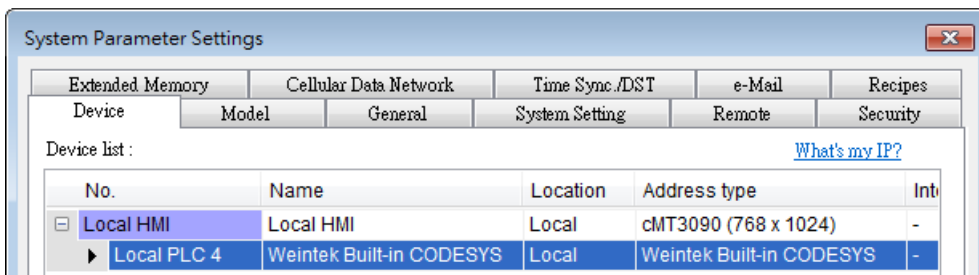 System Parameter Settings
Extended Memory Cellular Data Network Time Sync./DST e-Mail Recipes
Device Model General System Setting Remote Security
Device list : What's my IP?
No. Name Location Address type Inte
Local HMI Local HMI Local cMT3090 (768 x 1024) -
Local PLC 4 Weintek Built-in CODESYS Local Weintek Built-in CODESYS -